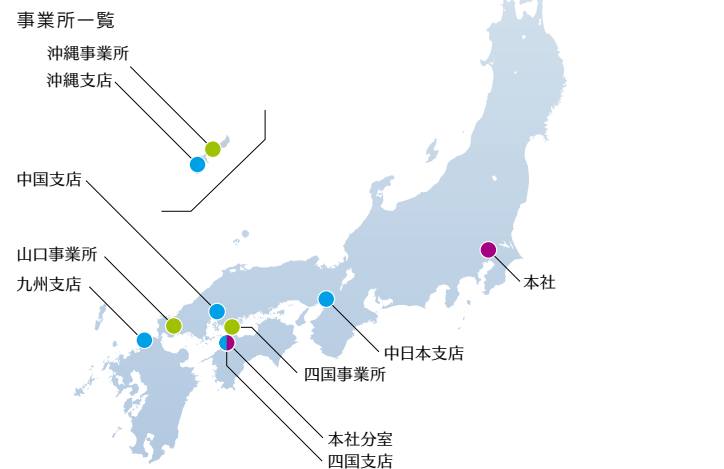 事業所一覧
沖縄事業所
沖縄支店
中国支店
山口事業所
九州支店
本社
中日本支店
四国事業所
本社分室
四国支店